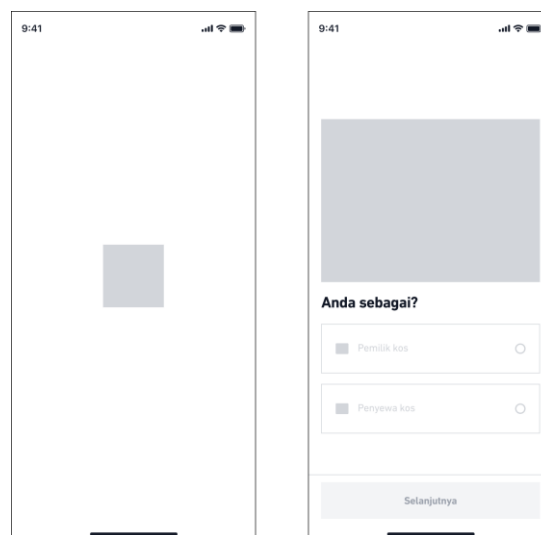 9:41
9:41
Anda sebagai?
Pemilik kos
Penyewa kos
Selanjutnya